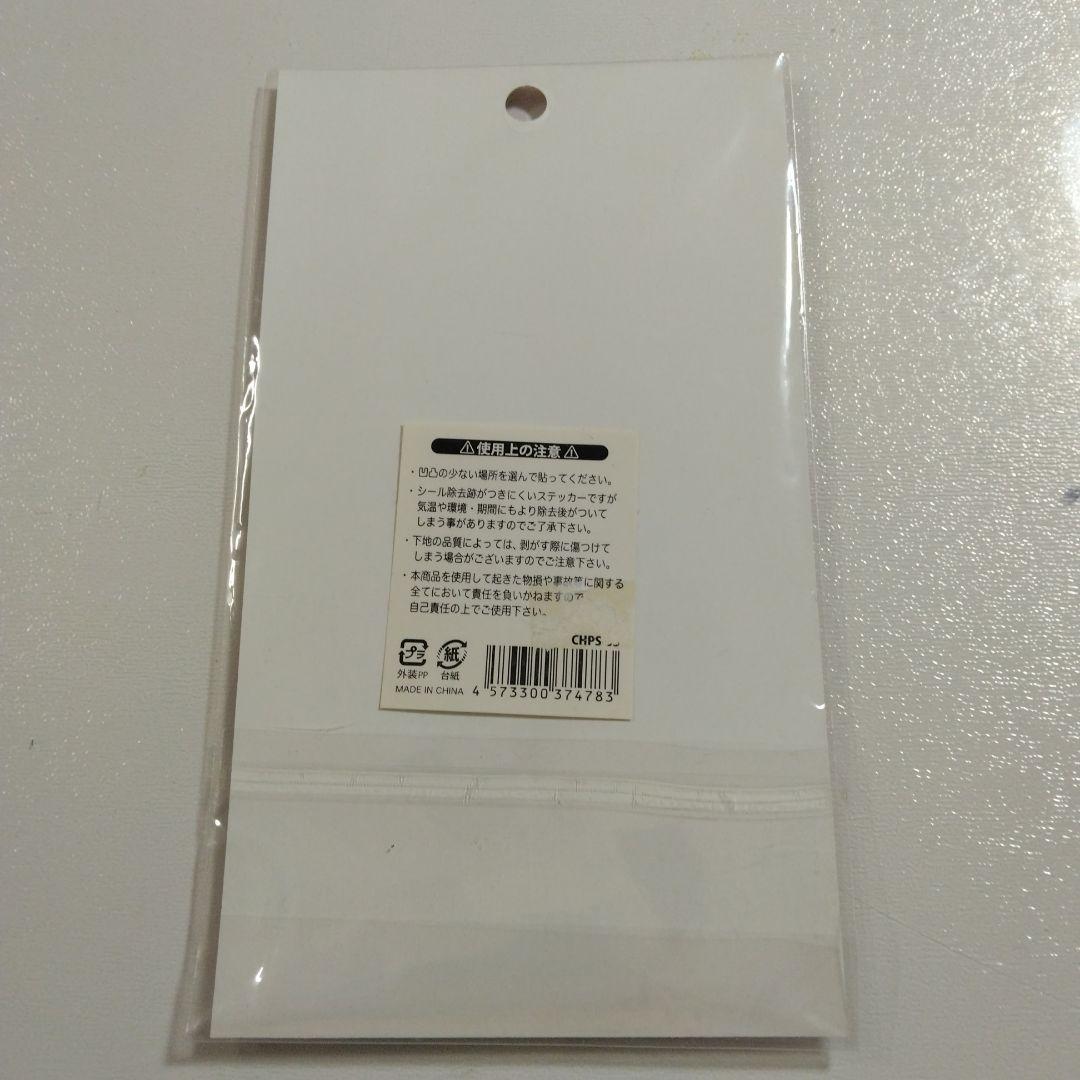 ⚠使用上の注意⚠
・凹凸の少ない場所を選んで貼ってください。
・シール除去跡がつきにくいステッカーですが
気温や環境・期間にもより除去後がついて
しまう事がありますのでご了承下さい。
・下地の品質によっては、剥がす際に傷つけて
しまう場合がございますのでご注意下さい。
・本商品を使用して起きた物損や事故等に関する
全てにおいて責任を負いかねますので
自己責任の上でご使用下さい。
CHPS
プラ 紙
外装PP 台紙
MADE IN CHINA
4 573300 374783